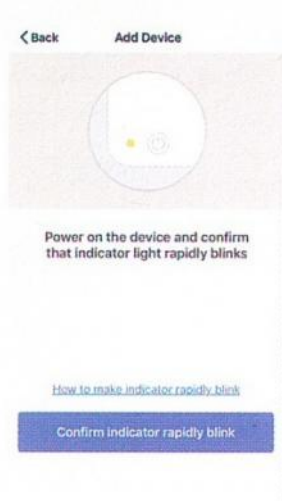 < Back Add Device
Power on the device and confirm
that indicator light rapidly blinks
How to make indicator rapidly blink
Confirm indicator rapidly blink